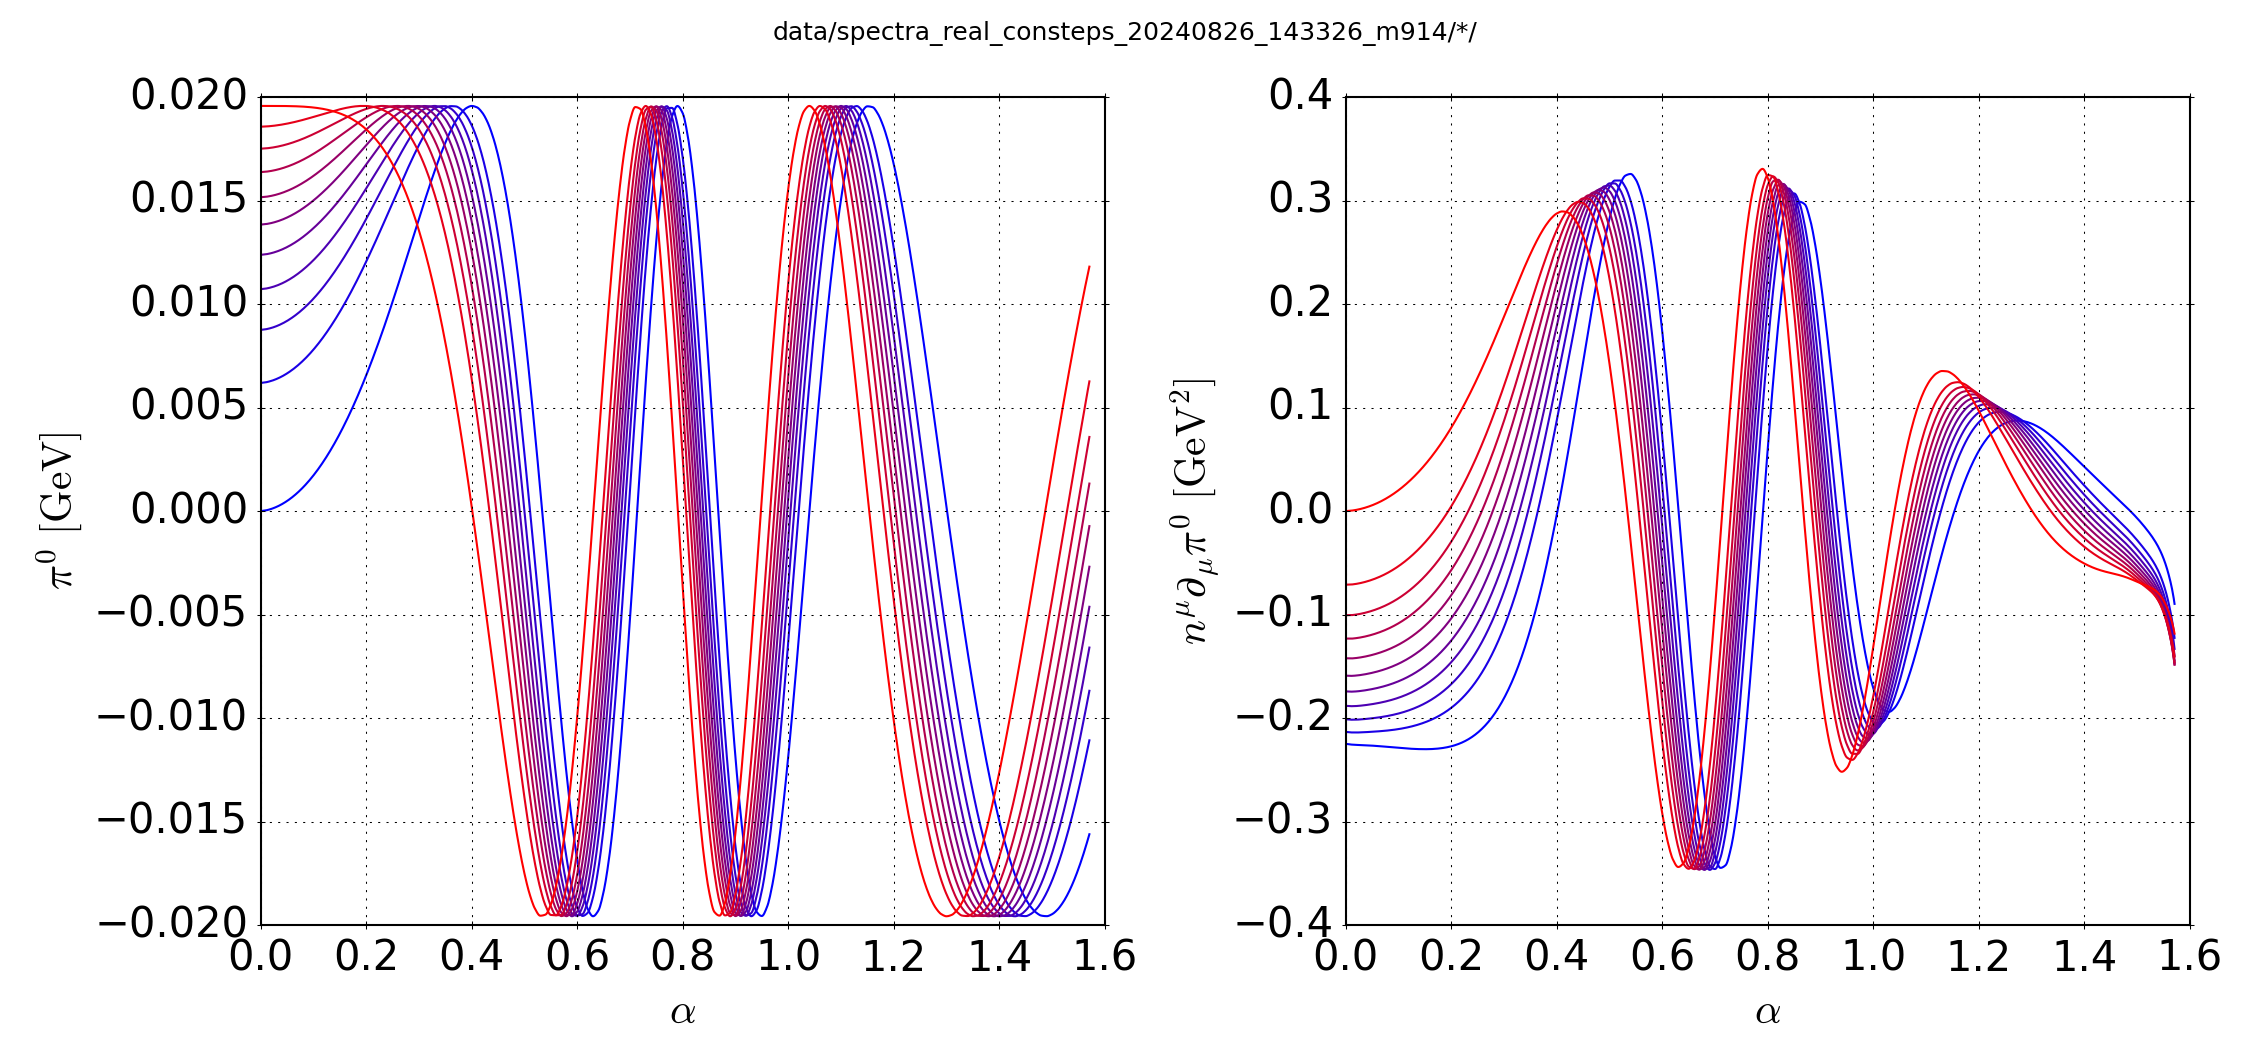 data/spectra_real_consteps_20240826_143326_m914/*/
0.020
0.015
0.010
0.005
0.000
−0.005
−0.010
−0.015
−0.020
0.0 0.2 0.4 0.6 0.8 1.0 1.2 1.4 1.6
α
π⁰ [GeV]
0.4
0.3
0.2
0.1
0.0
−0.1
−0.2
−0.3
−0.4
0.0 0.2 0.4 0.6 0.8 1.0 1.2 1.4 1.6
α
n^μ ∂_μ π⁰ [GeV²]